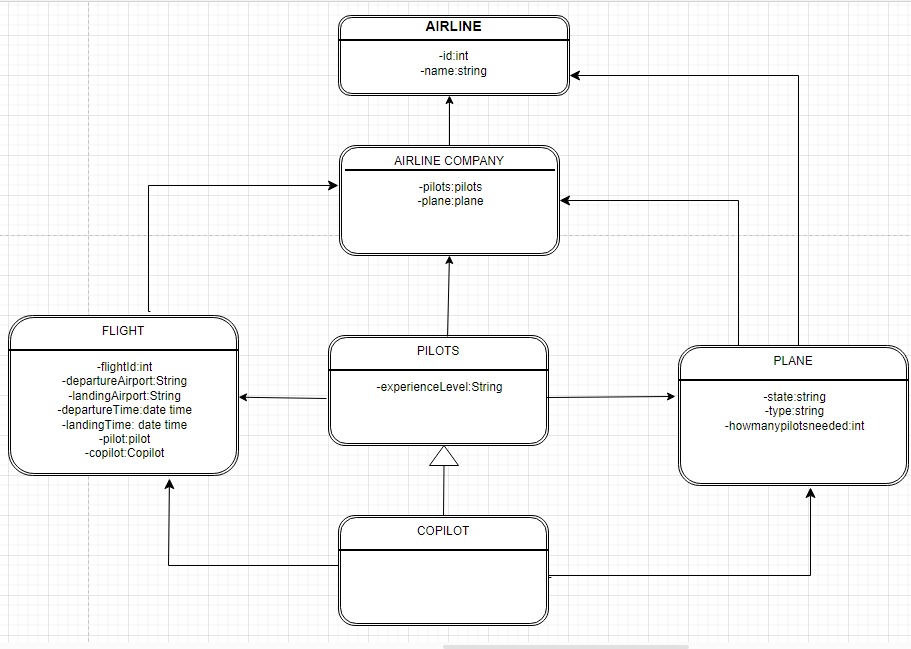 AIRLINE
-id:int
-name:string
AIRLINE COMPANY
-pilots:pilots
-plane:plane
FLIGHT
-flightId:int
-departureAirport:String
-landingAirport:String
-departureTime:date time
-landingTime: date time
-pilot:pilot
-copilot:Copilot
PILOTS
-experienceLevel:String
PLANE
-state:string
-type:string
-howmanypilotsneeded:int
COPILOT